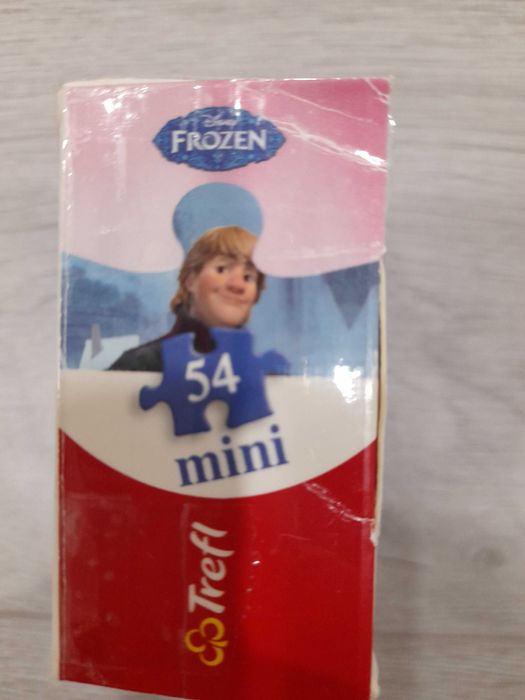 Disney
FROZEN
54
mini
Trefl